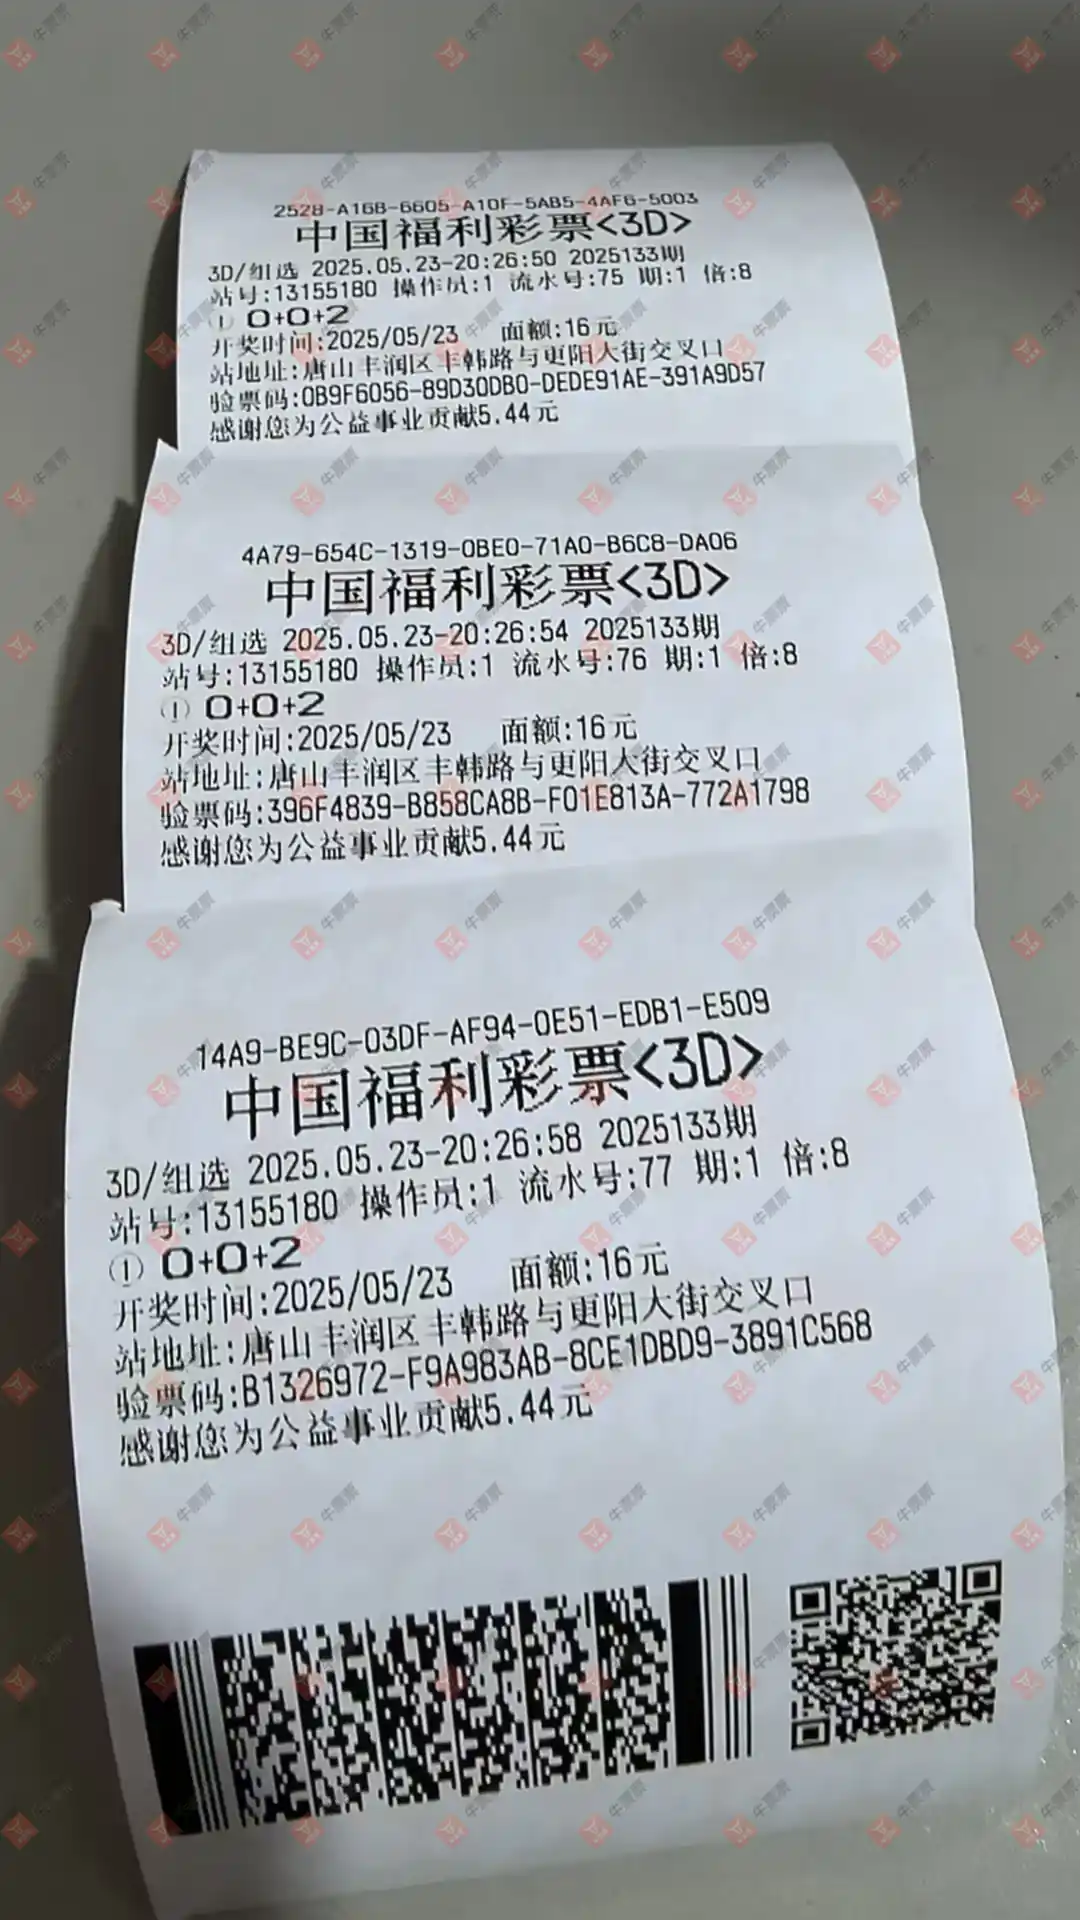 2528-A16B-6605-A10F-5AB5-4AF6-5003
中国福利彩票<3D>
3D/组选 2025.05.23-20:26:50 2025133期
站号:13155180 操作员:1 流水号:75 期:1 倍:8
① 0+0+2
开奖时间:2025/05/23 面额:16元
站地址:唐山丰润区丰韩路与更阳大街交叉口
验票码:0B9F6056-89D30DB0-DEDE91AE-391A9D57
感谢您为公益事业贡献5.44元
4A79-654C-1319-0BE0-71A0-B6C8-DA06
中国福利彩票<3D>
3D/组选 2025.05.23-20:26:54 2025133期
站号:13155180 操作员:1 流水号:76 期:1 倍:8
① 0+0+2
开奖时间:2025/05/23 面额:16元
站地址:唐山丰润区丰韩路与更阳大街交叉口
验票码:396F4839-B858CA8B-F01E813A-772A1798
感谢您为公益事业贡献5.44元
14A9-BE9C-03DF-AF94-0E51-EDB1-E509
中国福利彩票<3D>
3D/组选 2025.05.23-20:26:58 2025133期
站号:13155180 操作员:1 流水号:77 期:1 倍:8
① 0+0+2
开奖时间:2025/05/23 面额:16元
站地址:唐山丰润区丰韩路与更阳大街交叉口
验票码:B1326972-F9A983AB-8CE1DBD9-3891C568
感谢您为公益事业贡献5.44元
牛票票